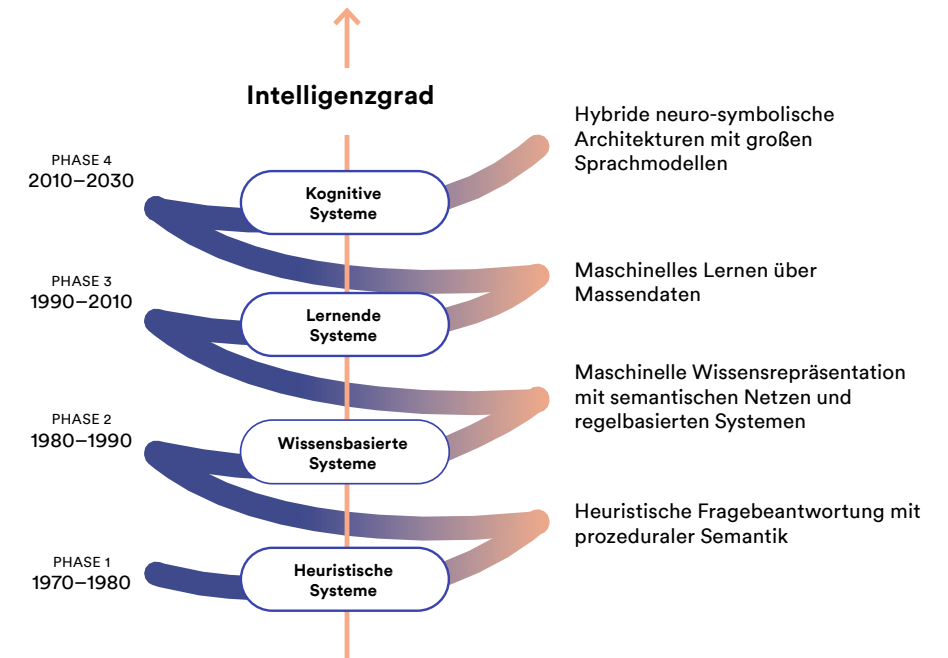 Intelligenzgrad
PHASE 4
2010–2030
Kognitive
Systeme
Hybride neuro-symbolische
Architekturen mit großen
Sprachmodellen
PHASE 3
1990–2010
Lernende
Systeme
Maschinelles Lernen über
Massendaten
PHASE 2
1980–1990
Wissensbasierte
Systeme
Maschinelle Wissensrepräsentation
mit semantischen Netzen und
regelbasierten Systemen
PHASE 1
1970–1980
Heuristische
Systeme
Heuristische Fragebeantwortung mit
prozeduraler Semantik